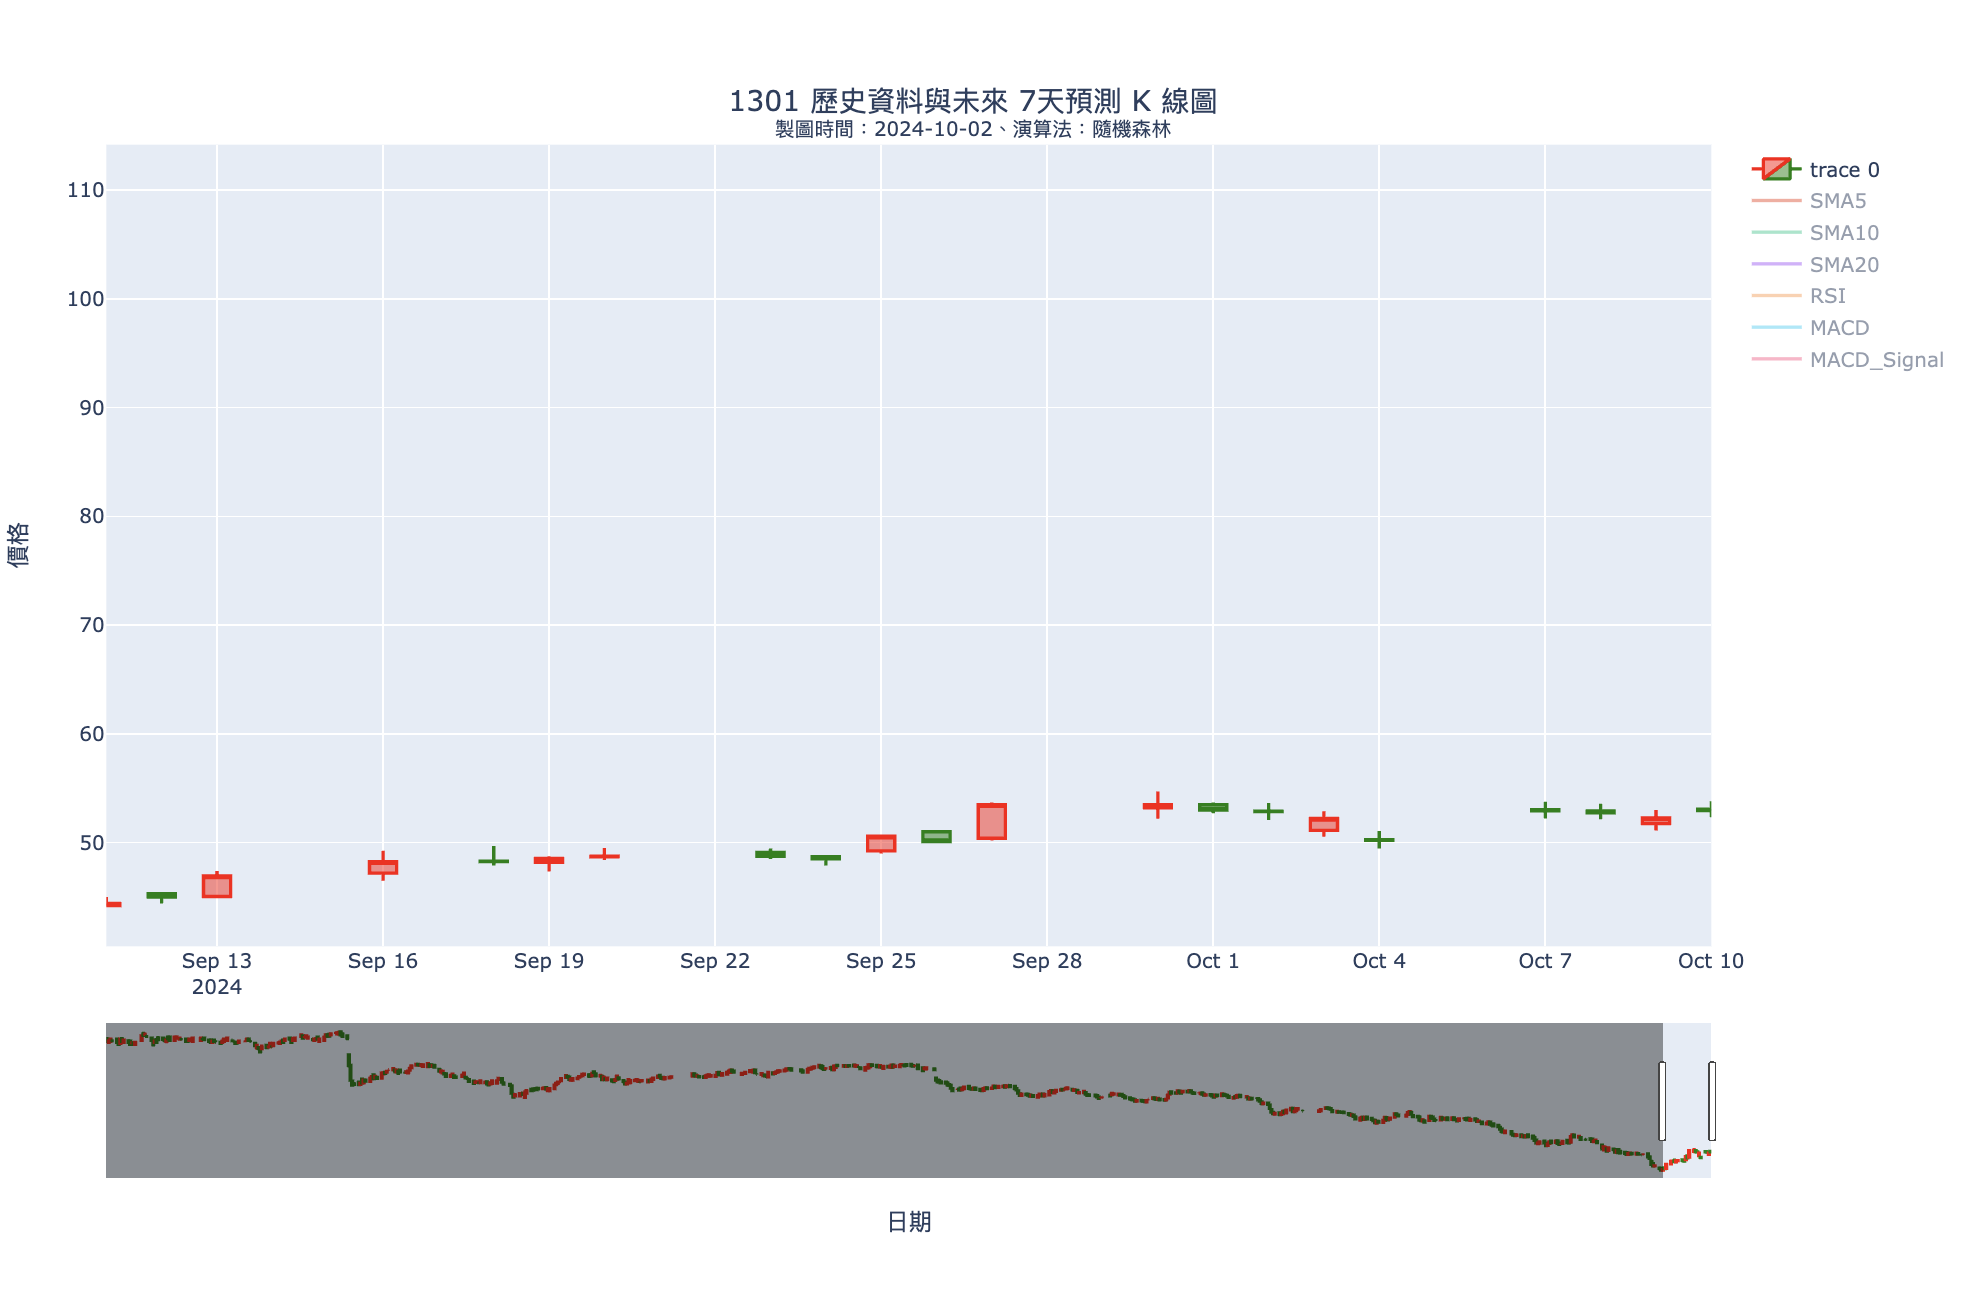 1301 歷史資料與未來 7天預測 K 線圖
製圖時間：2024-10-02、演算法：隨機森林
trace 0
SMA5
SMA10
SMA20
RSI
MACD
MACD_Signal
價格
110
100
90
80
70
60
50
Sep 13
2024
Sep 16
Sep 19
Sep 22
Sep 25
Sep 28
Oct 1
Oct 4
Oct 7
Oct 10
日期